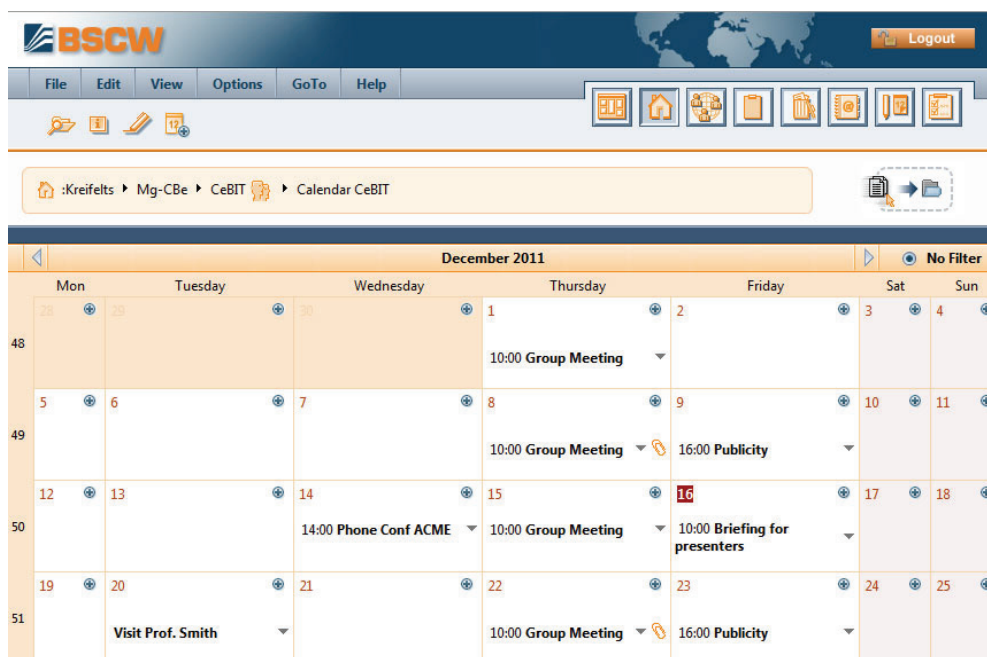 BSCW
Logout
File Edit View Options GoTo Help
:Kreifelts Mg-CBe CeBIT Calendar CeBIT
December 2011 No Filter
Mon Tuesday Wednesday Thursday Friday Sat Sun
28 29 30 1 2 3 4
48
10:00 Group Meeting
5 6 7 8 9 10 11
49
10:00 Group Meeting 16:00 Publicity
12 13 14 15 16 17 18
50
14:00 Phone Conf ACME 10:00 Group Meeting 10:00 Briefing for
presenters
19 20 21 22 23 24 25
51
Visit Prof. Smith 10:00 Group Meeting 16:00 Publicity